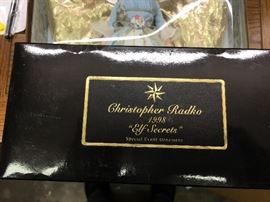 Christopher Radko
1998
"Elf Secrets"
Special Event Ornament